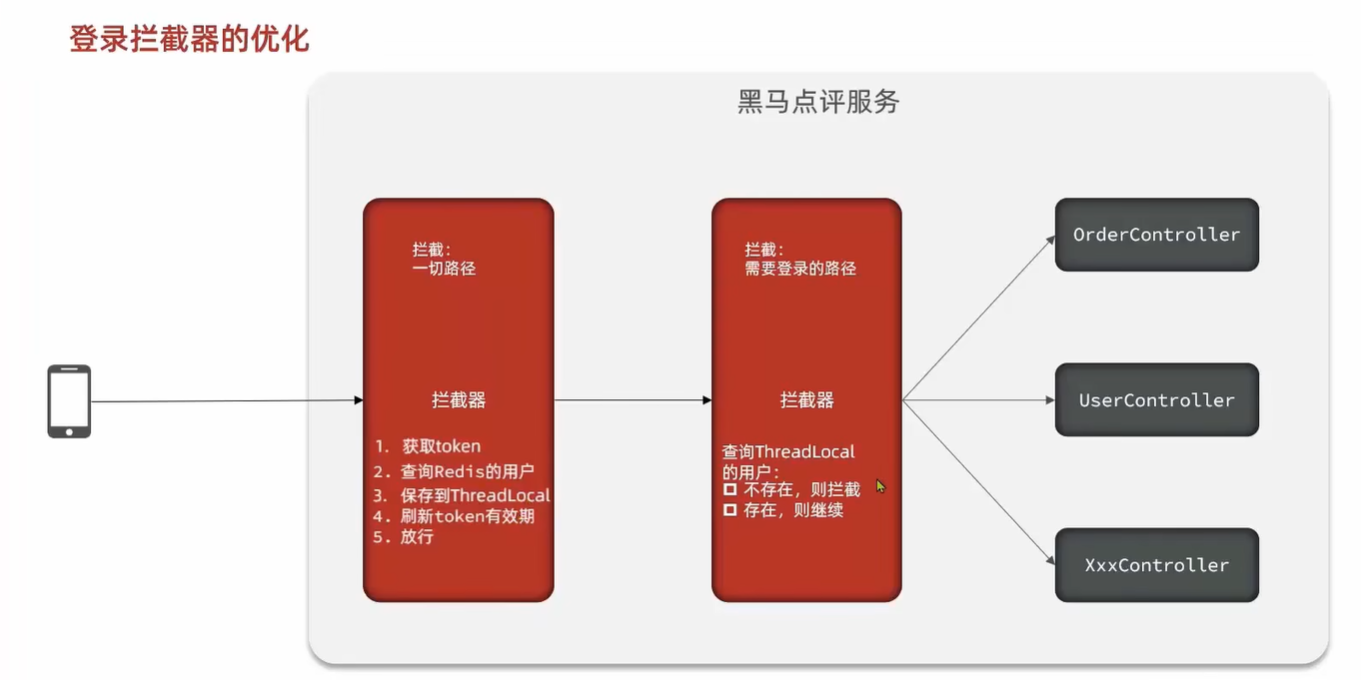 登录拦截器的优化
黑马点评服务
拦截：
一切路径
拦截器
1. 获取token
2. 查询Redis的用户
3. 保存到ThreadLocal
4. 刷新token有效期
5. 放行
拦截：
需要登录的路径
拦截器
查询ThreadLocal
的用户：
不存在，则拦截
存在，则继续
OrderController
UserController
XxxController